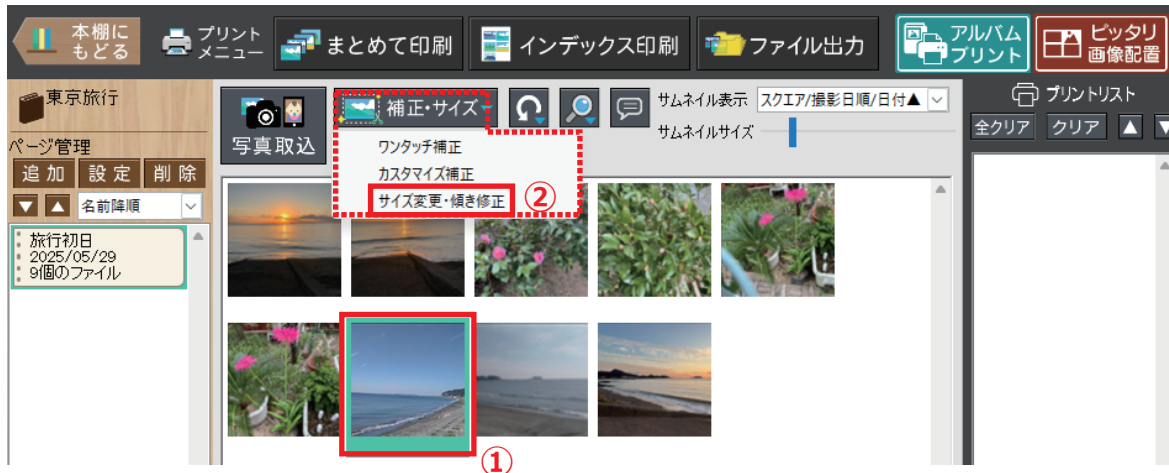 本棚に
もどる
プリント
メニュー
まとめて印刷
インデックス印刷
ファイル出力
アルバム
プリント
ピッタリ
画像配置
東京旅行
ページ管理
追加 設定 削除
▼ ▲ 名前降順
旅行初日
2025/05/29
9個のファイル
写真取込
補正・サイズ
サムネイル表示 スクエア/撮影日順/日付▲
サムネイルサイズ
ワンタッチ補正
カスタマイズ補正
サイズ変更・傾き修正 ②
①
プリントリスト
全クリア クリア ▲ ▼